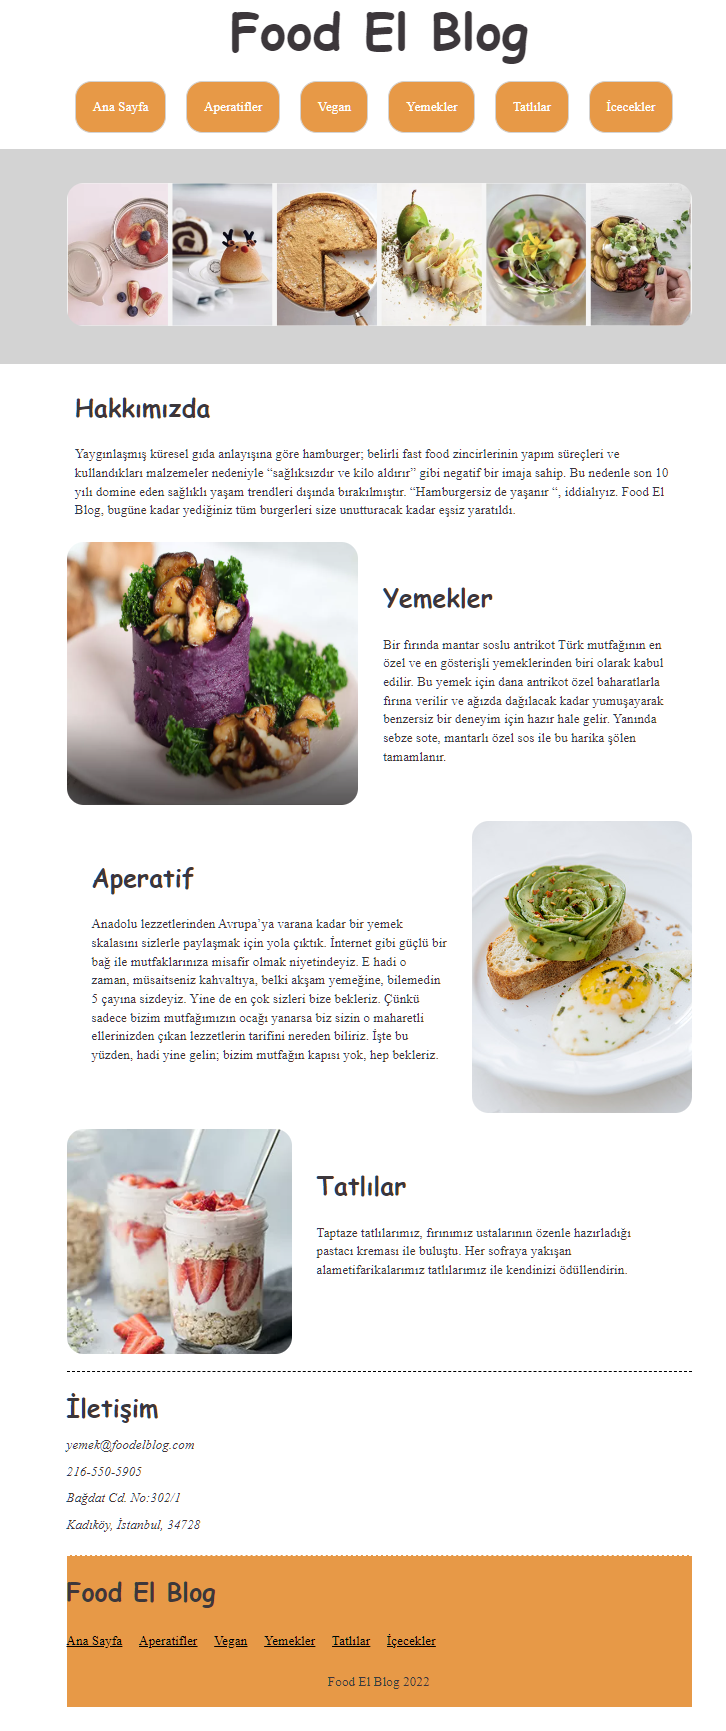 Food El Blog
Ana Sayfa Aperatifler Vegan Yemekler Tatlılar İcecekler
Hakkımızda
Yaygınlaşmış küresel gıda anlayışına göre hamburger; belirli fast food zincirlerinin yapım süreçleri ve
kullandıkları malzemeler nedeniyle “sağlıksızdır ve kilo aldırır” gibi negatif bir imaja sahip. Bu nedenle son 10
yılı domine eden sağlıklı yaşam trendleri dışında bırakılmıştır. “Hamburgersiz de yaşanır “, iddialıyız. Food El
Blog, bugüne kadar yediğiniz tüm burgerleri size unutturacak kadar eşsiz yaratıldı.
Yemekler
Bir fırında mantar soslu antrikot Türk mutfağının en
özel ve en gösterişli yemeklerinden biri olarak kabul
edilir. Bu yemek için dana antrikot özel baharatlarla
fırına verilir ve ağızda dağılacak kadar yumuşayarak
benzersiz bir deneyim için hazır hale gelir. Yanında
sebze sote, mantarlı özel sos ile bu harika şölen
tamamlanır.
Aperatif
Anadolu lezzetlerinden Avrupa’ya varana kadar bir yemek
skalasını sizlerle paylaşmak için yola çıktık. İnternet gibi güçlü bir
bağ ile mutfaklarınıza misafir olmak niyetindeyiz. E hadi o
zaman, müsaitseniz kahvaltıya, belki akşam yemeğine, bilemedin
5 çayına sizdeyiz. Yine de en çok sizleri bize bekleriz. Çünkü
sadece bizim mutfağımızın ocağı yanarsa biz sizin o maharetli
ellerinizden çıkan lezzetlerin tarifini nereden biliriz. İşte bu
yüzden, hadi yine gelin; bizim mutfağın kapısı yok, hep bekleriz.
Tatlılar
Taptaze tatlılarımız, fırınımız ustalarının özenle hazırladığı
pastacı kreması ile buluştu. Her sofraya yakışan
alametifarikalarımız tatlılarımız ile kendinizi ödüllendirin.
İletişim
yemek@foodelblog.com
216-550-5905
Bağdat Cd. No:302/1
Kadıköy, İstanbul, 34728
Food El Blog
Ana Sayfa Aperatifler Vegan Yemekler Tatlılar İçecekler
Food El Blog 2022